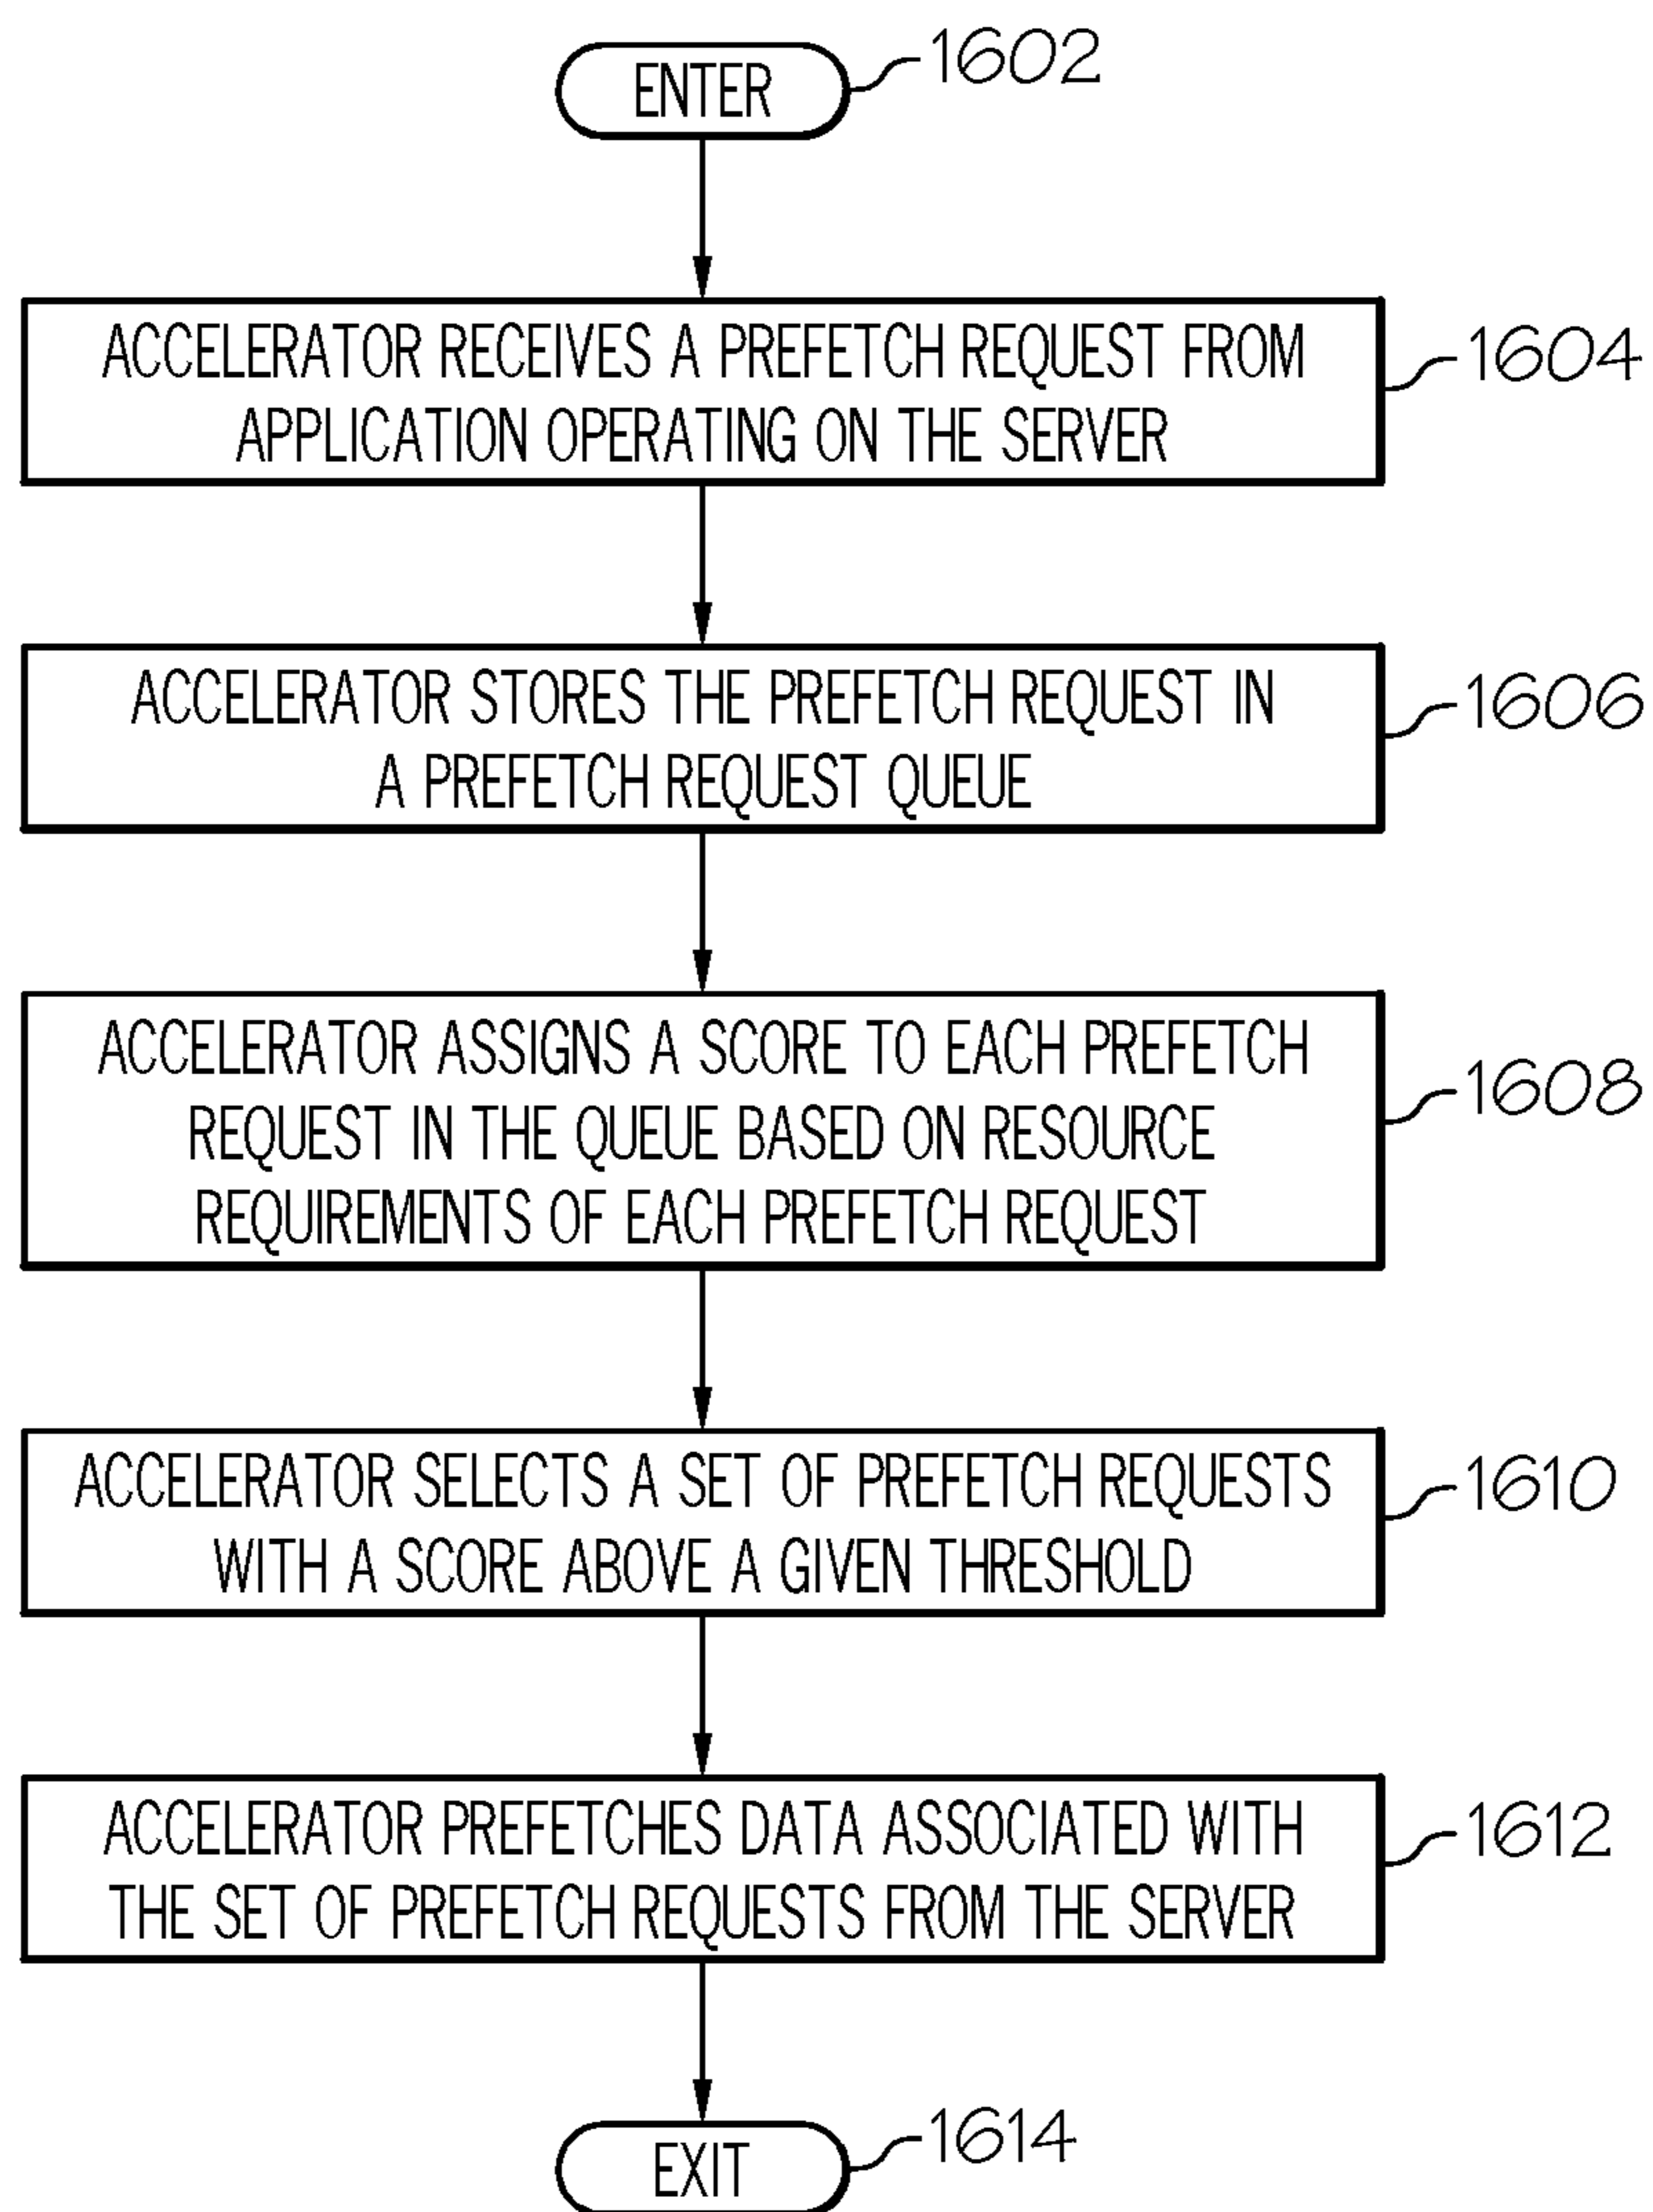 ENTER
1602
ACCELERATOR RECEIVES A PREFETCH REQUEST FROM
APPLICATION OPERATING ON THE SERVER
1604
ACCELERATOR STORES THE PREFETCH REQUEST IN
A PREFETCH REQUEST QUEUE
1606
ACCELERATOR ASSIGNS A SCORE TO EACH PREFETCH
REQUEST IN THE QUEUE BASED ON RESOURCE
REQUIREMENTS OF EACH PREFETCH REQUEST
1608
ACCELERATOR SELECTS A SET OF PREFETCH REQUESTS
WITH A SCORE ABOVE A GIVEN THRESHOLD
1610
ACCELERATOR PREFETCHES DATA ASSOCIATED WITH
THE SET OF PREFETCH REQUESTS FROM THE SERVER
1612
EXIT
1614